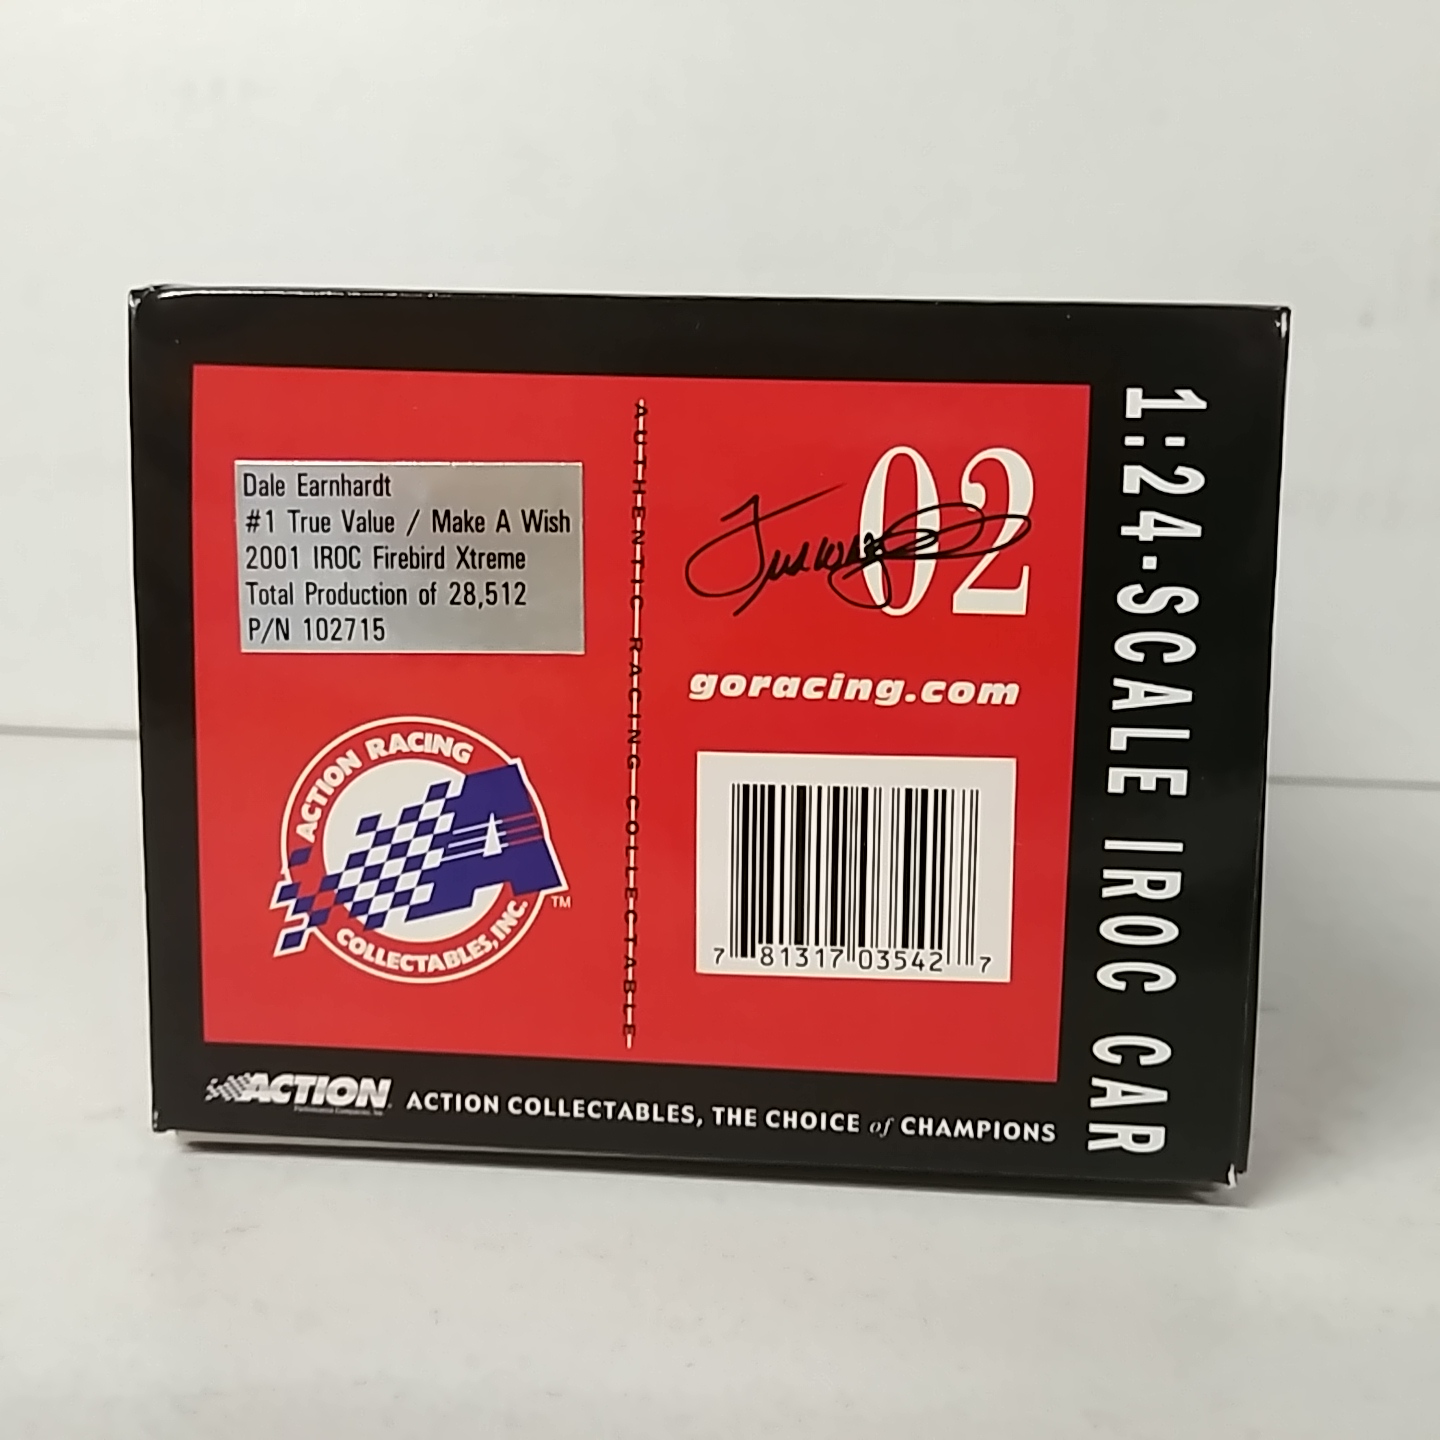 Dale Earnhardt
#1 True Value / Make A Wish
2001 IROC Firebird Xtreme
Total Production of 28,512
P/N 102715
ACTION RACING
COLLECTABLES, INC.
TM
AUTHENTIC RACING COLLECTABLE
02
goracing.com
7 81317 03542 7
1:24-SCALE IROC CAR
ACTION
ACTION COLLECTABLES, THE CHOICE of CHAMPIONS